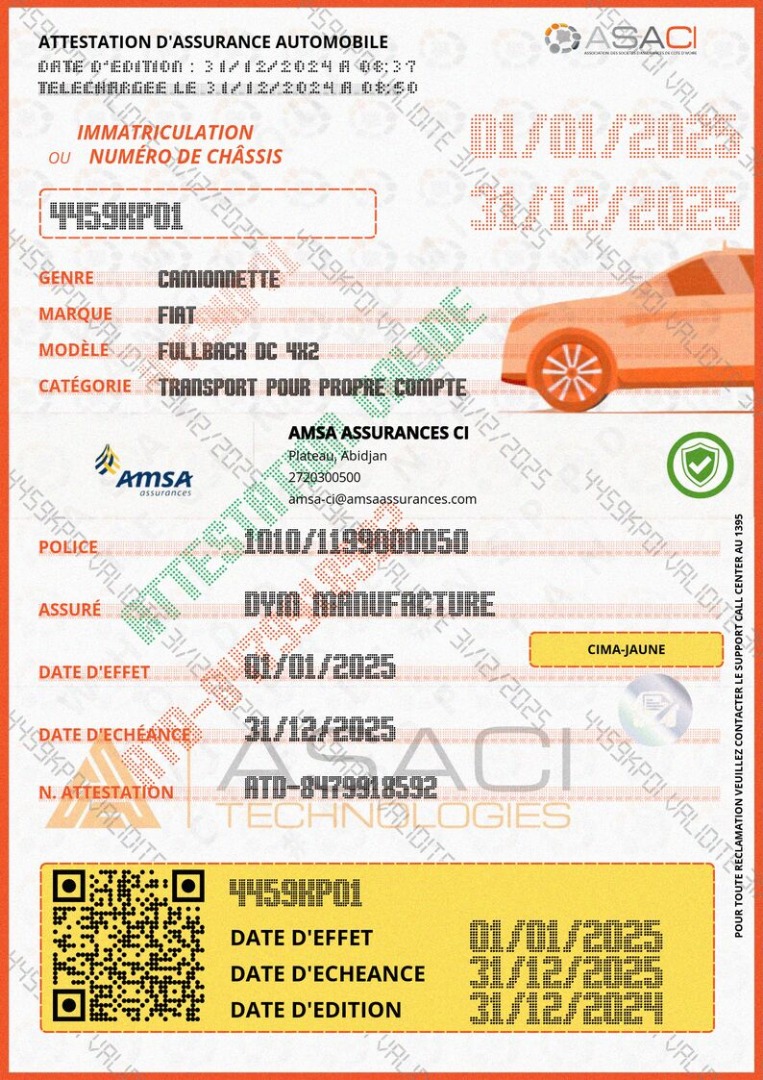 ATTESTATION D'ASSURANCE AUTOMOBILE
DATE D'EDITION : 31/12/2024 A 08:37
TELECHARGEE LE 31/12/2024 A 08:50
ASACI
ASSOCIATION DES SOCIETES D'ASSURANCES DE COTE D'IVOIRE
IMMATRICULATION
OU NUMÉRO DE CHÂSSIS
01/01/2025
31/12/2025
4459KP01
GENRE CAMIONNETTE
MARQUE FIAT
MODÈLE FULLBACK DC 4X2
CATÉGORIE TRANSPORT POUR PROPRE COMPTE
AMSA
assurances
AMSA ASSURANCES CI
Plateau, Abidjan
2720300500
amsa-ci@amsaassurances.com
POLICE 1010/1199000050
ASSURÉ DYM MANUFACTURE
CIMA-JAUNE
DATE D'EFFET 01/01/2025
DATE D'ECHÉANCE 31/12/2025
N. ATTESTATION ATD-8479918592
ASACI
TECHNOLOGIES
4459KP01
ATTESTATION ONLINE
ATD-8479918592
4459KP01 VALIDITE 31/12/2025
POUR TOUTE RECLAMATION VEUILLEZ CONTACTER LE SUPPORT CALL CENTER AU 1395
4459KP01
DATE D'EFFET 01/01/2025
DATE D'ECHEANCE 31/12/2025
DATE D'EDITION 31/12/2024